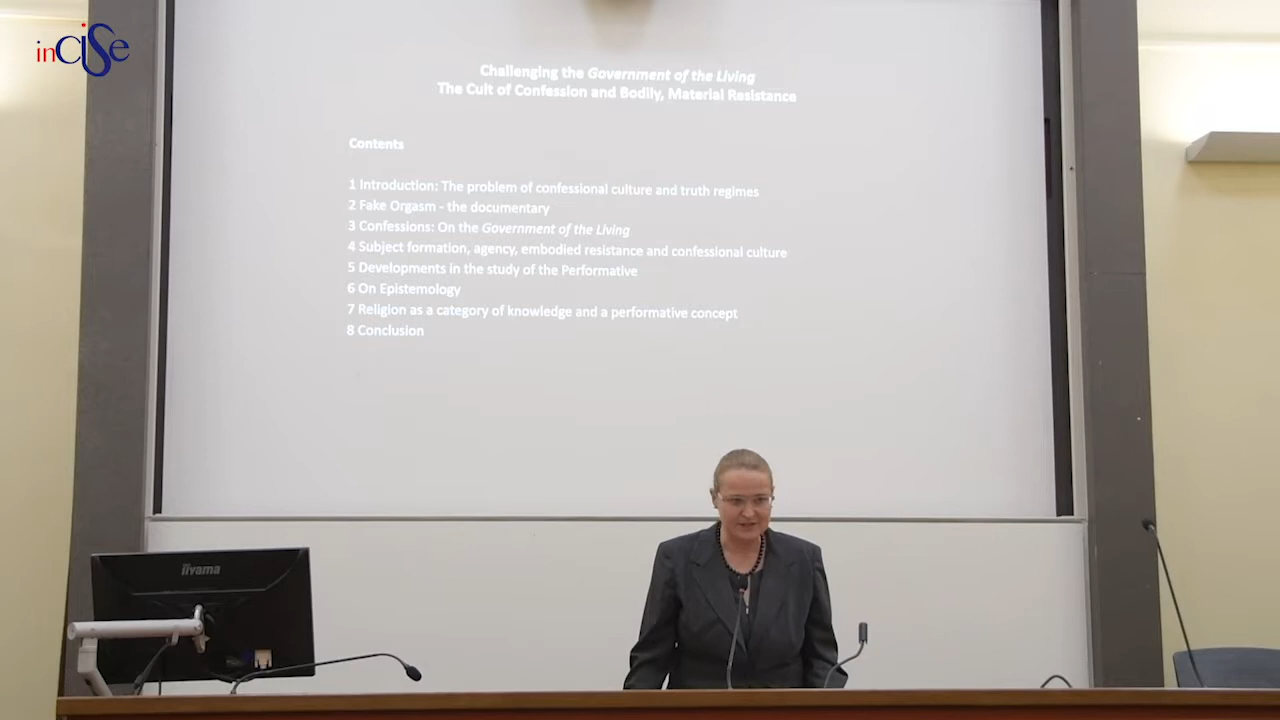 inCISe
Challenging the Government of the Living
The Cult of Confession and Bodily, Material Resistance
Contents
1 Introduction: The problem of confessional culture and truth regimes
2 Fake Orgasm - the documentary
3 Confessions: On the Government of the Living
4 Subject formation, agency, embodied resistance and confessional culture
5 Developments in the study of the Performative
6 On Epistemology
7 Religion as a category of knowledge and a performative concept
8 Conclusion
iiyama